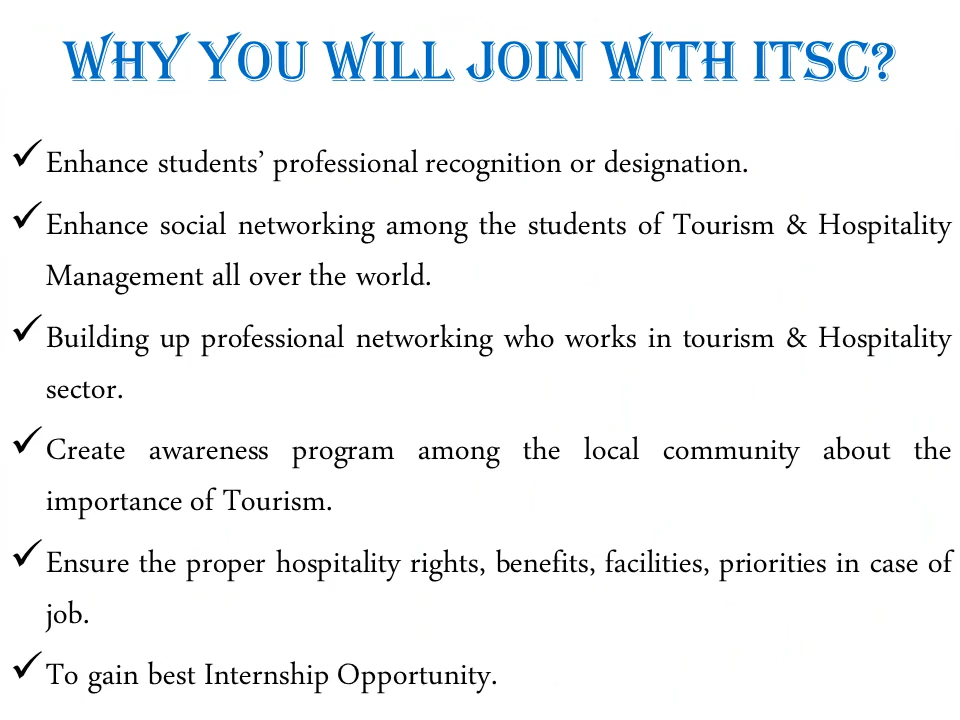 WHY YOU WILL JOIN WITH ITSC?
✓Enhance students’ professional recognition or designation.
✓Enhance social networking among the students of Tourism & Hospitality
Management all over the world.
✓Building up professional networking who works in tourism & Hospitality
sector.
✓Create awareness program among the local community about the
importance of Tourism.
✓Ensure the proper hospitality rights, benefits, facilities, priorities in case of
job.
✓To gain best Internship Opportunity.